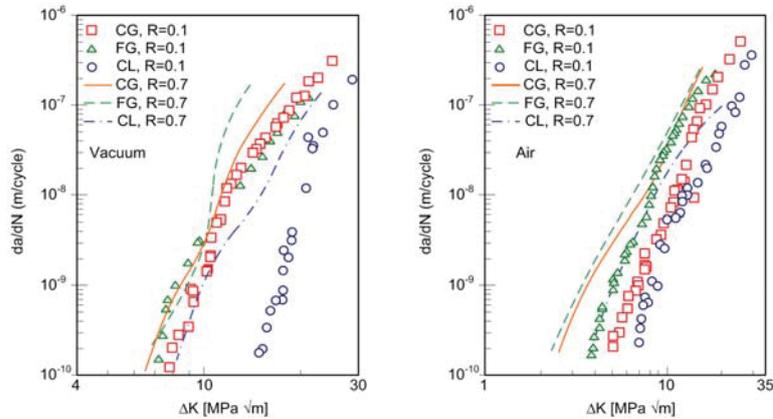 10⁻⁶
CG, R=0.1
FG, R=0.1
CL, R=0.1
CG, R=0.7
FG, R=0.7
CL, R=0.7
Vacuum
10⁻⁷
10⁻⁸
10⁻⁹
10⁻¹⁰
da/dN (m/cycle)
4
10
30
ΔK [MPa √m]
10⁻⁶
CG, R=0.1
FG, R=0.1
CL, R=0.1
CG, R=0.7
FG, R=0.7
CL, R=0.7
Air
10⁻⁷
10⁻⁸
10⁻⁹
10⁻¹⁰
da/dN (m/cycle)
1
10
35
ΔK [MPa √m]